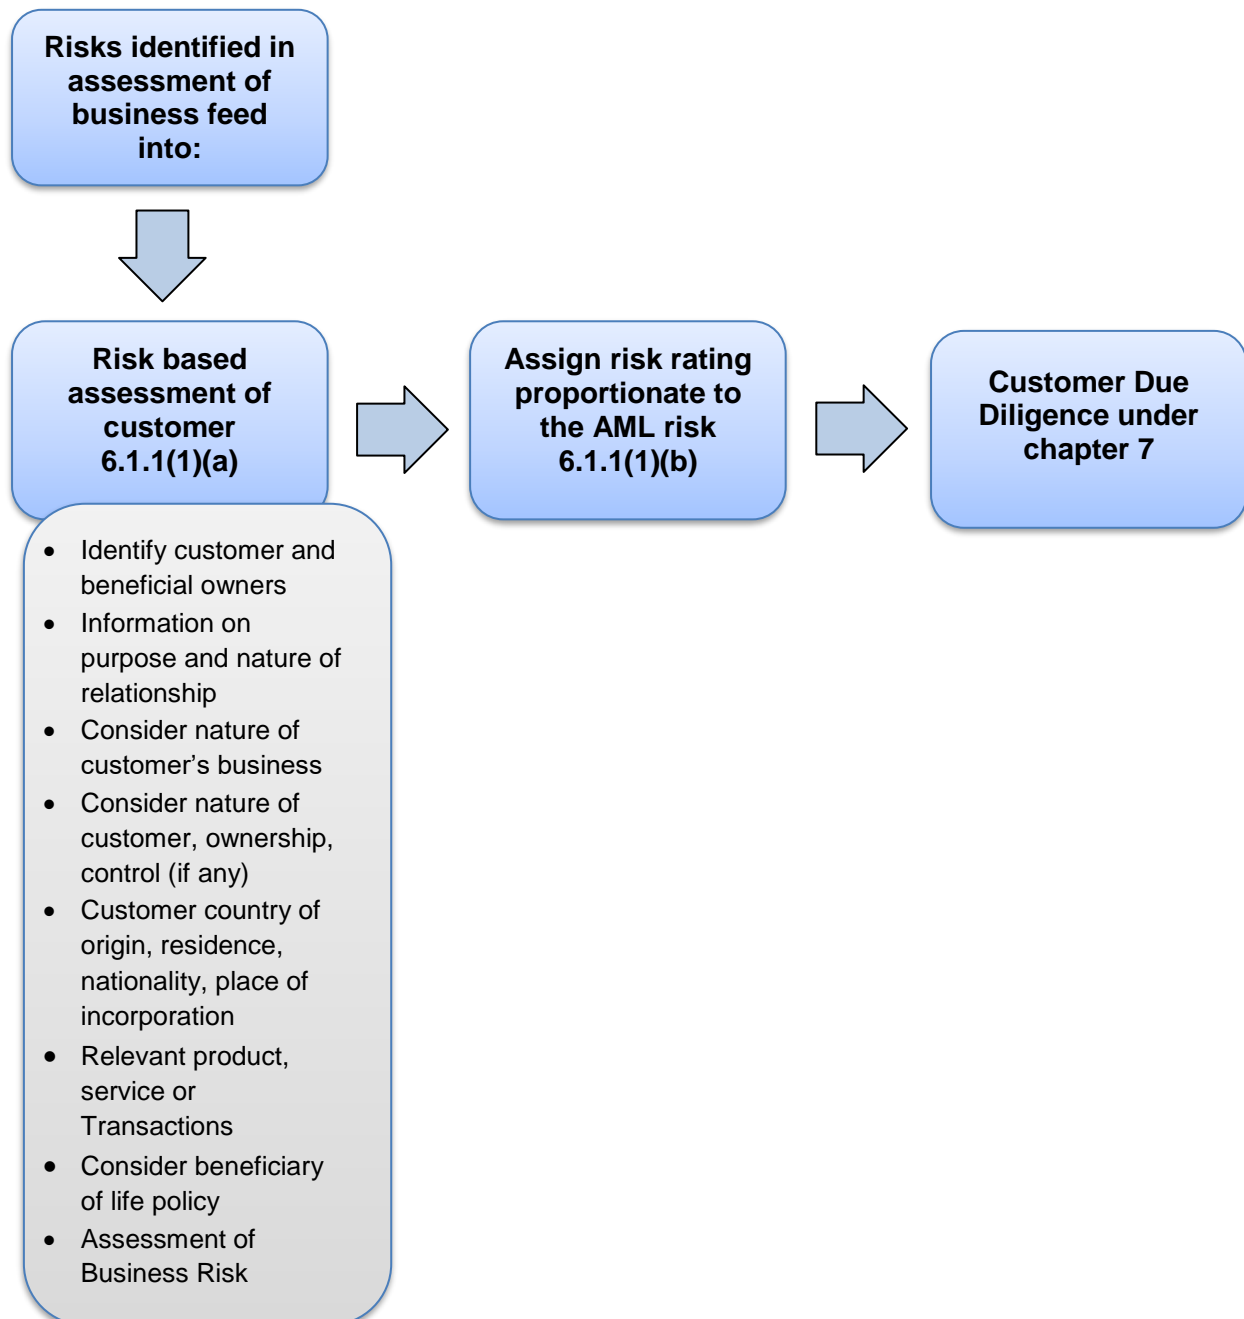 Risks identified in
assessment of
business feed
into:
Risk based
assessment of
customer
6.1.1(1)(a)
Assign risk rating
proportionate to
the AML risk
6.1.1(1)(b)
Customer Due
Diligence under
chapter 7
• Identify customer and
beneficial owners
• Information on
purpose and nature of
relationship
• Consider nature of
customer’s business
• Consider nature of
customer, ownership,
control (if any)
• Customer country of
origin, residence,
nationality, place of
incorporation
• Relevant product,
service or
Transactions
• Consider beneficiary
of life policy
• Assessment of
Business Risk